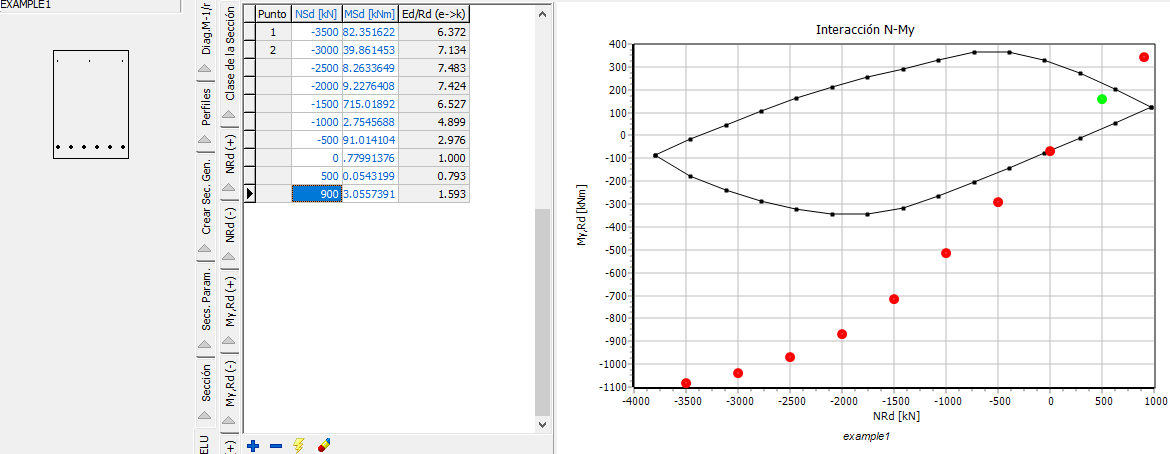 EXAMPLE1
Diag.M-1/r
Perfiles
Crear Sec. Gen.
Secs. Param.
Sección
ELU
Clase de la Sección
NRd (+)
NRd (-)
My,Rd (+)
My,Rd (-)
(+)
Punto NSd [kN] MSd [kNm] Ed/Rd (e->k)
1 -3500 82.351622 6.372
2 -3000 39.861453 7.134
-2500 8.2633649 7.483
-2000 9.2276408 7.424
-1500 715.01892 6.527
-1000 2.7545688 4.899
-500 91.014104 2.976
0 .77991376 1.000
500 0.0543199 0.793
900 3.0557391 1.593
Interacción N-My
400
300
200
100
0
-100
-200
-300
-400
-500
-600
-700
-800
-900
-1000
-1100
My,Rd [kNm]
-4000 -3500 -3000 -2500 -2000 -1500 -1000 -500 0 500 1000
NRd [kN]
example1